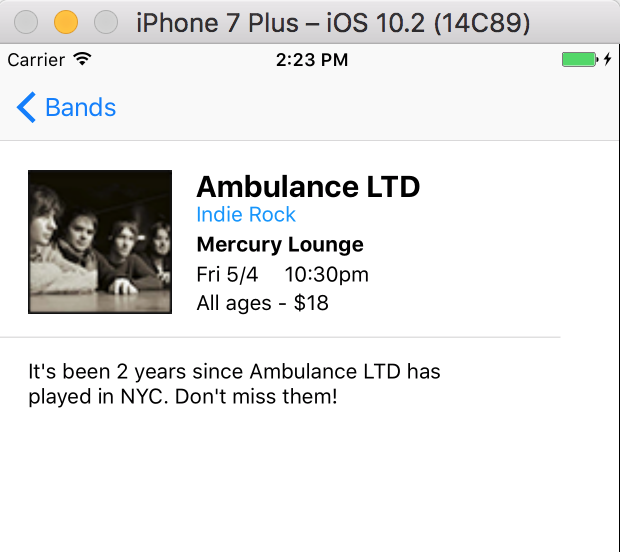 iPhone 7 Plus – iOS 10.2 (14C89)
Carrier 2:23 PM
Bands
Ambulance LTD
Indie Rock
Mercury Lounge
Fri 5/4 10:30pm
All ages - $18
It's been 2 years since Ambulance LTD has
played in NYC. Don't miss them!